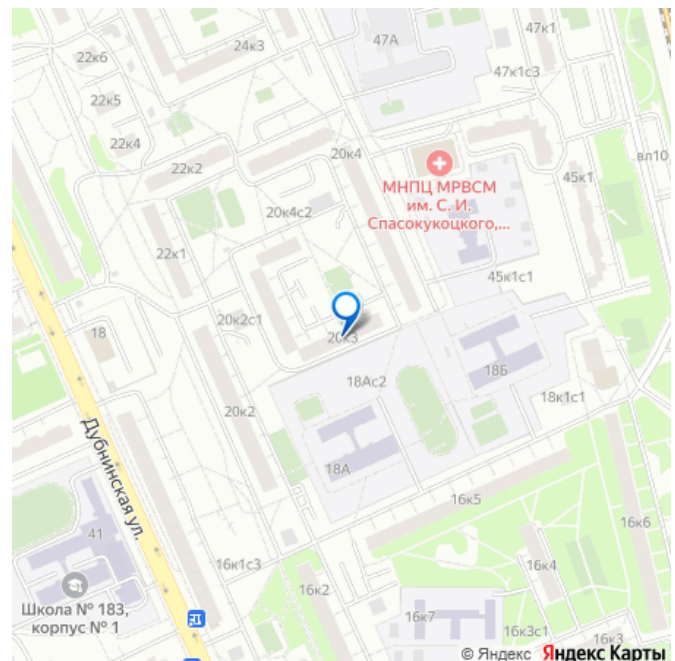 24к3
47А
47к1
22к6
47к1с3
22к5
22к4
20к4
вл10
22к2
МНПЦ МРВСМ
им. С. И.
Спасокукоцкого,...
45к1
20к4с2
22к1
45к1с1
20к2с1
18
20к3
18Ас2
18Б
18к1с1
20к2
Дубнинская ул.
18А
16к5
16к6
41
16к1с3
16к4
16к2
Школа № 183,
корпус № 1
16к7
16к3с1
16к3
© Яндекс Яндекс Карты